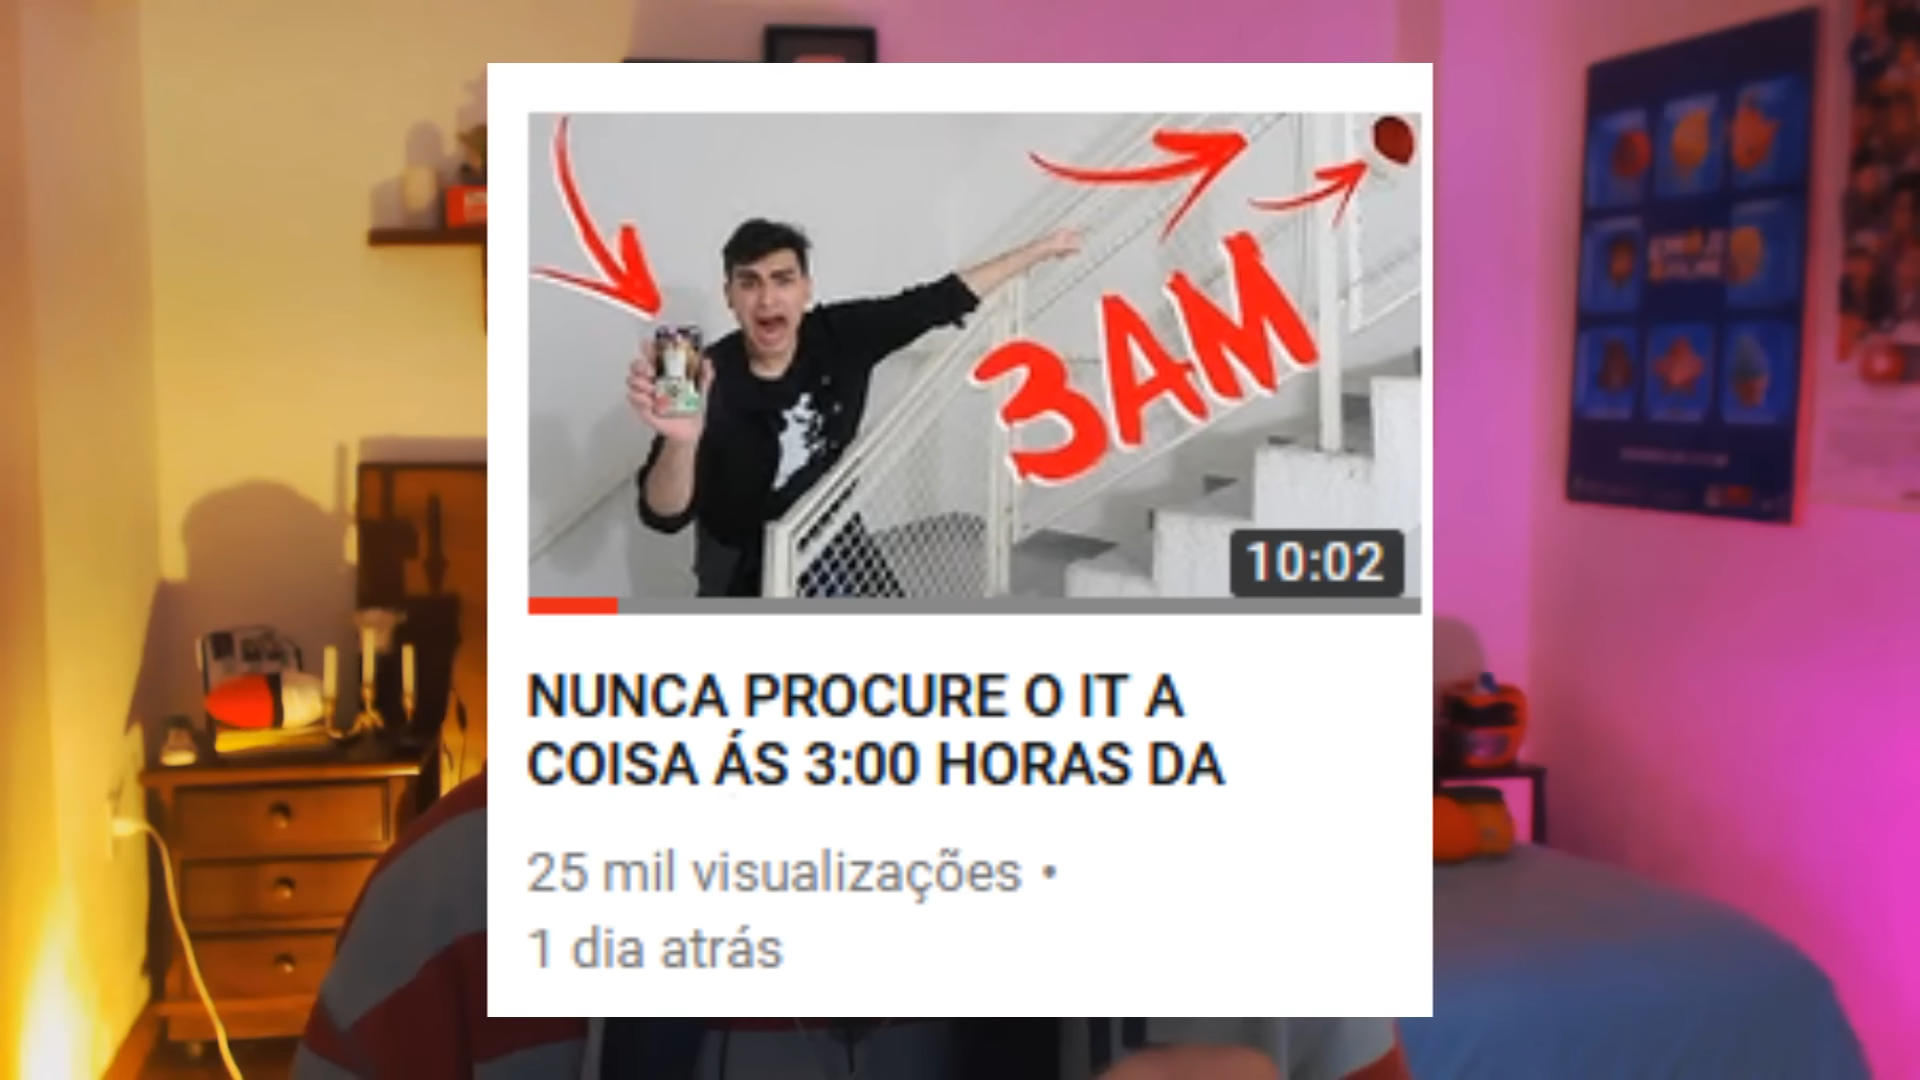 3AM
10:02
NUNCA PROCURE O IT A
COISA ÁS 3:00 HORAS DA
25 mil visualizações •
1 dia atrás